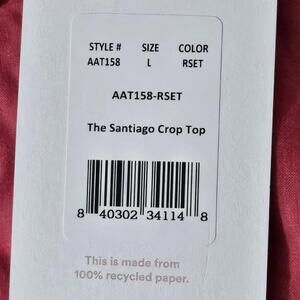 STYLE # SIZE COLOR
AAT158 L RSET
AAT158-RSET
The Santiago Crop Top
8 40302 34114 8
This is made from
100% recycled paper.